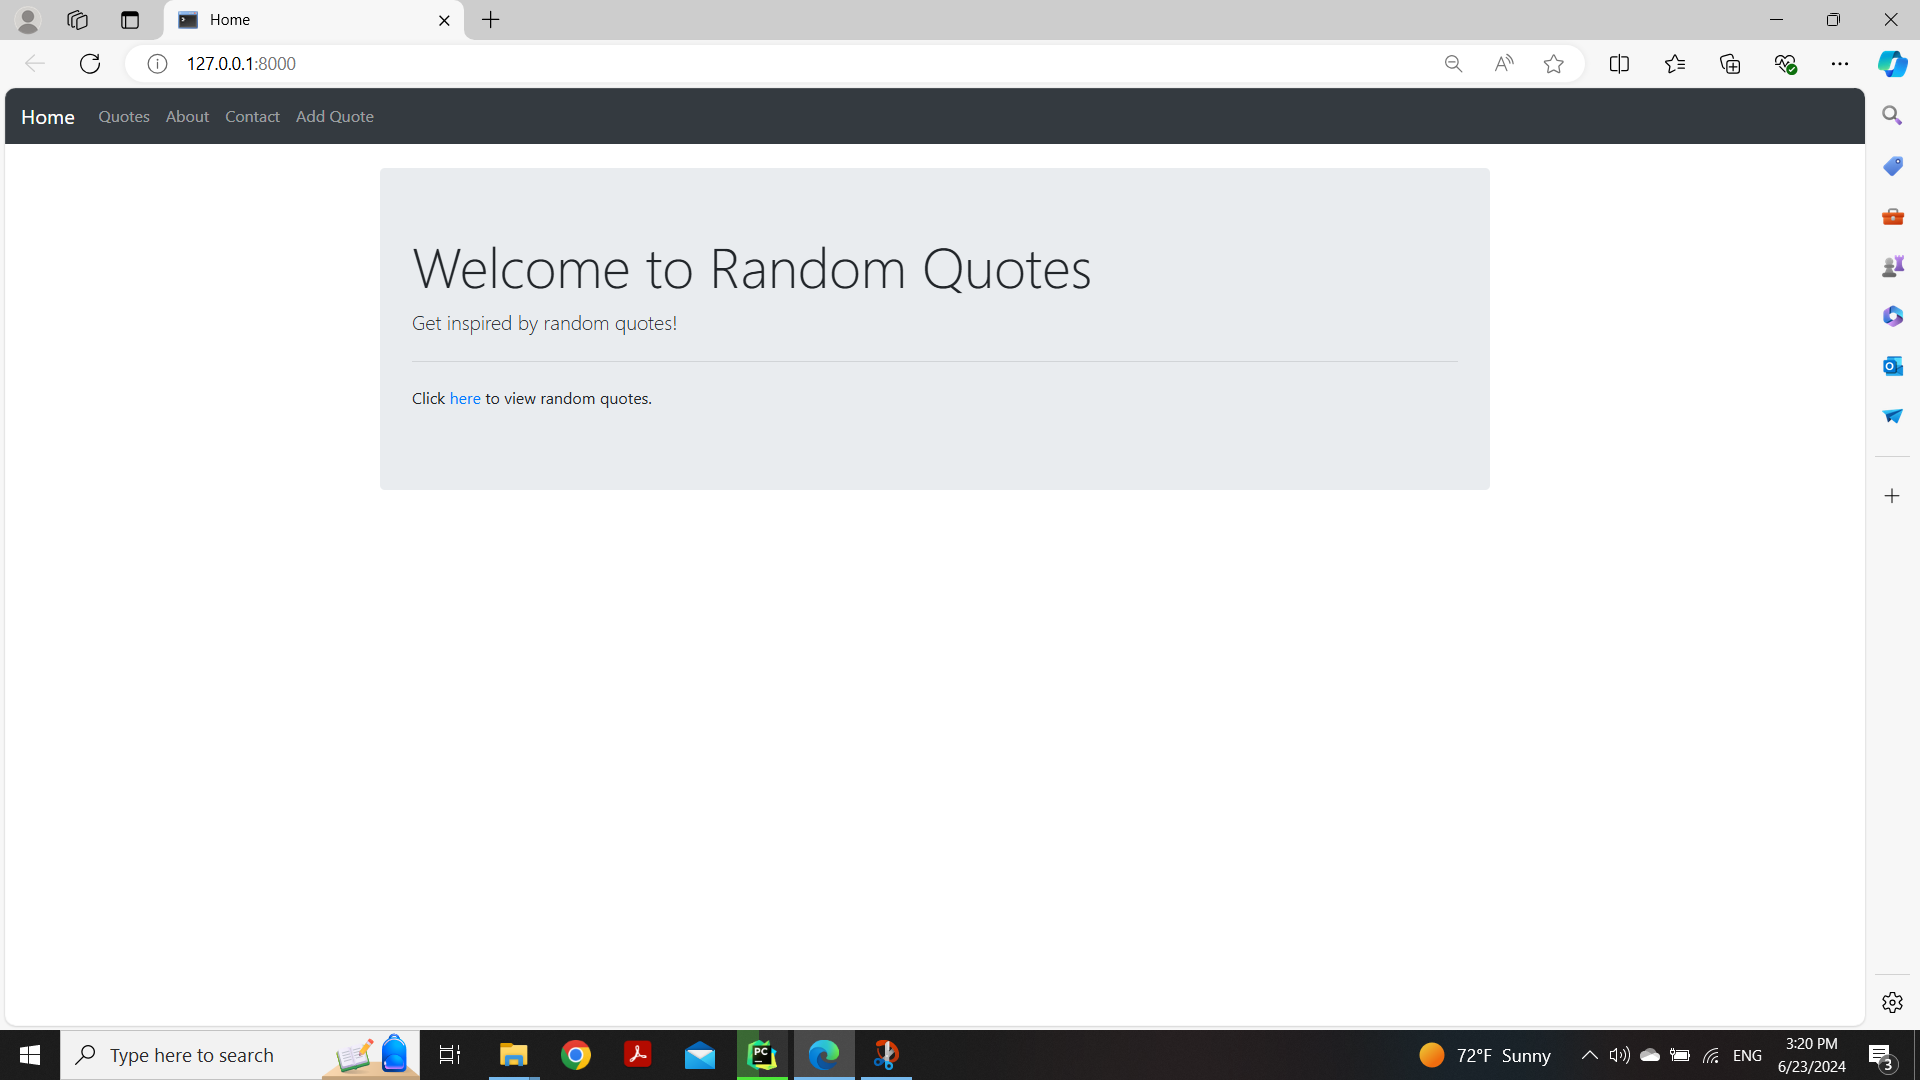 Home
127.0.0.1:8000
Home Quotes About Contact Add Quote
Welcome to Random Quotes
Get inspired by random quotes!
Click here to view random quotes.
Type here to search
PC
72°F Sunny
ENG
3:20 PM
6/23/2024
3